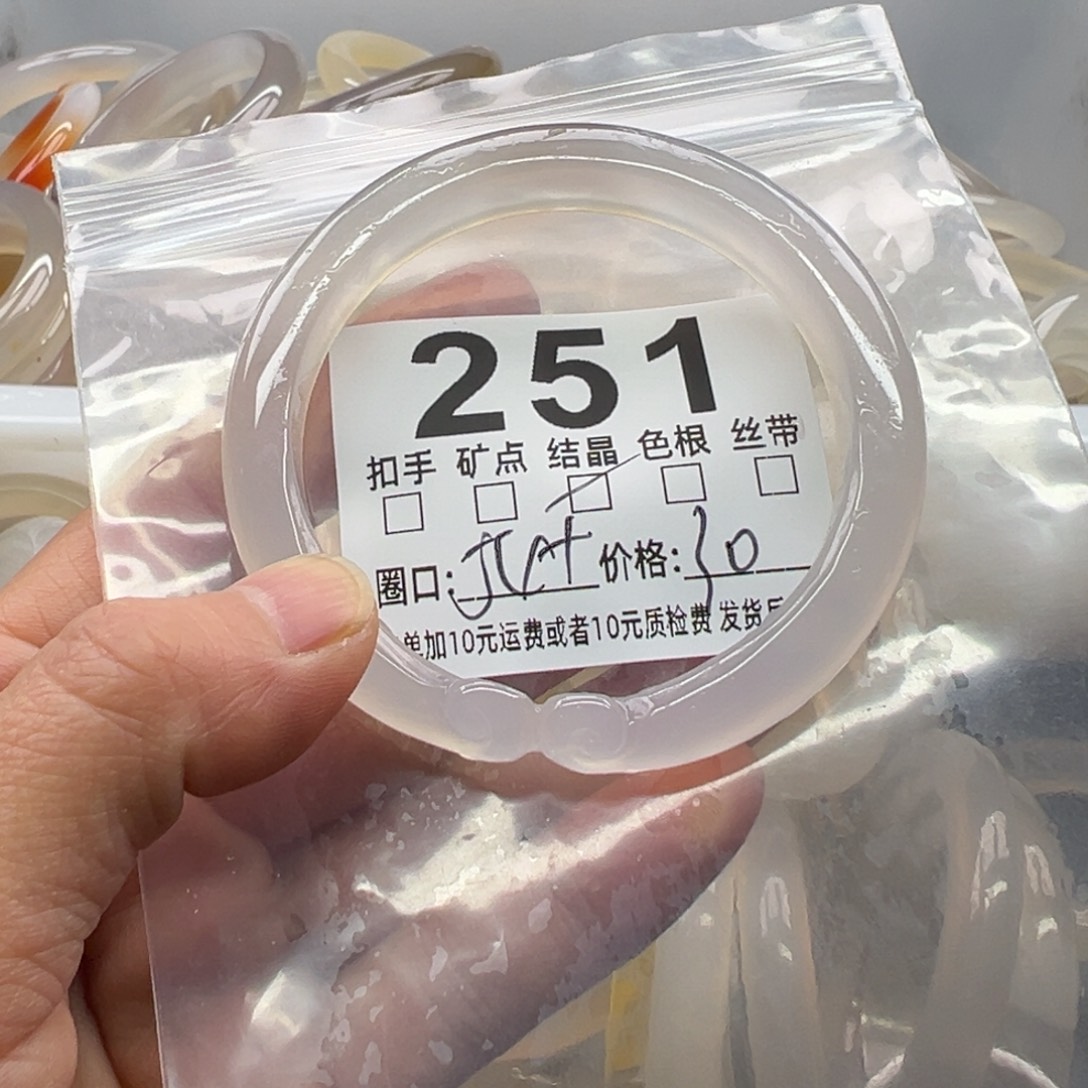 251
扣手 矿点 结晶 色根 丝带
圈口: 价格:30
单加10元运费或者10元质检费 发货后